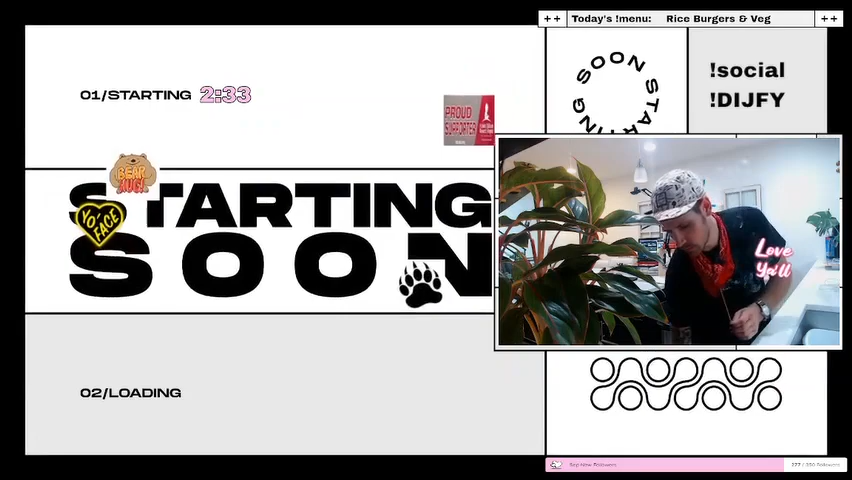 ++ Today's !menu: Rice Burgers & Veg ++
01/STARTING 2:33
SOON STARTING
!social
!DIJFY
PROUD
SUPPORTER
BEAR
HUG!
STARTING
SOON
YO'
FACE
Love
Ya'll
02/LOADING